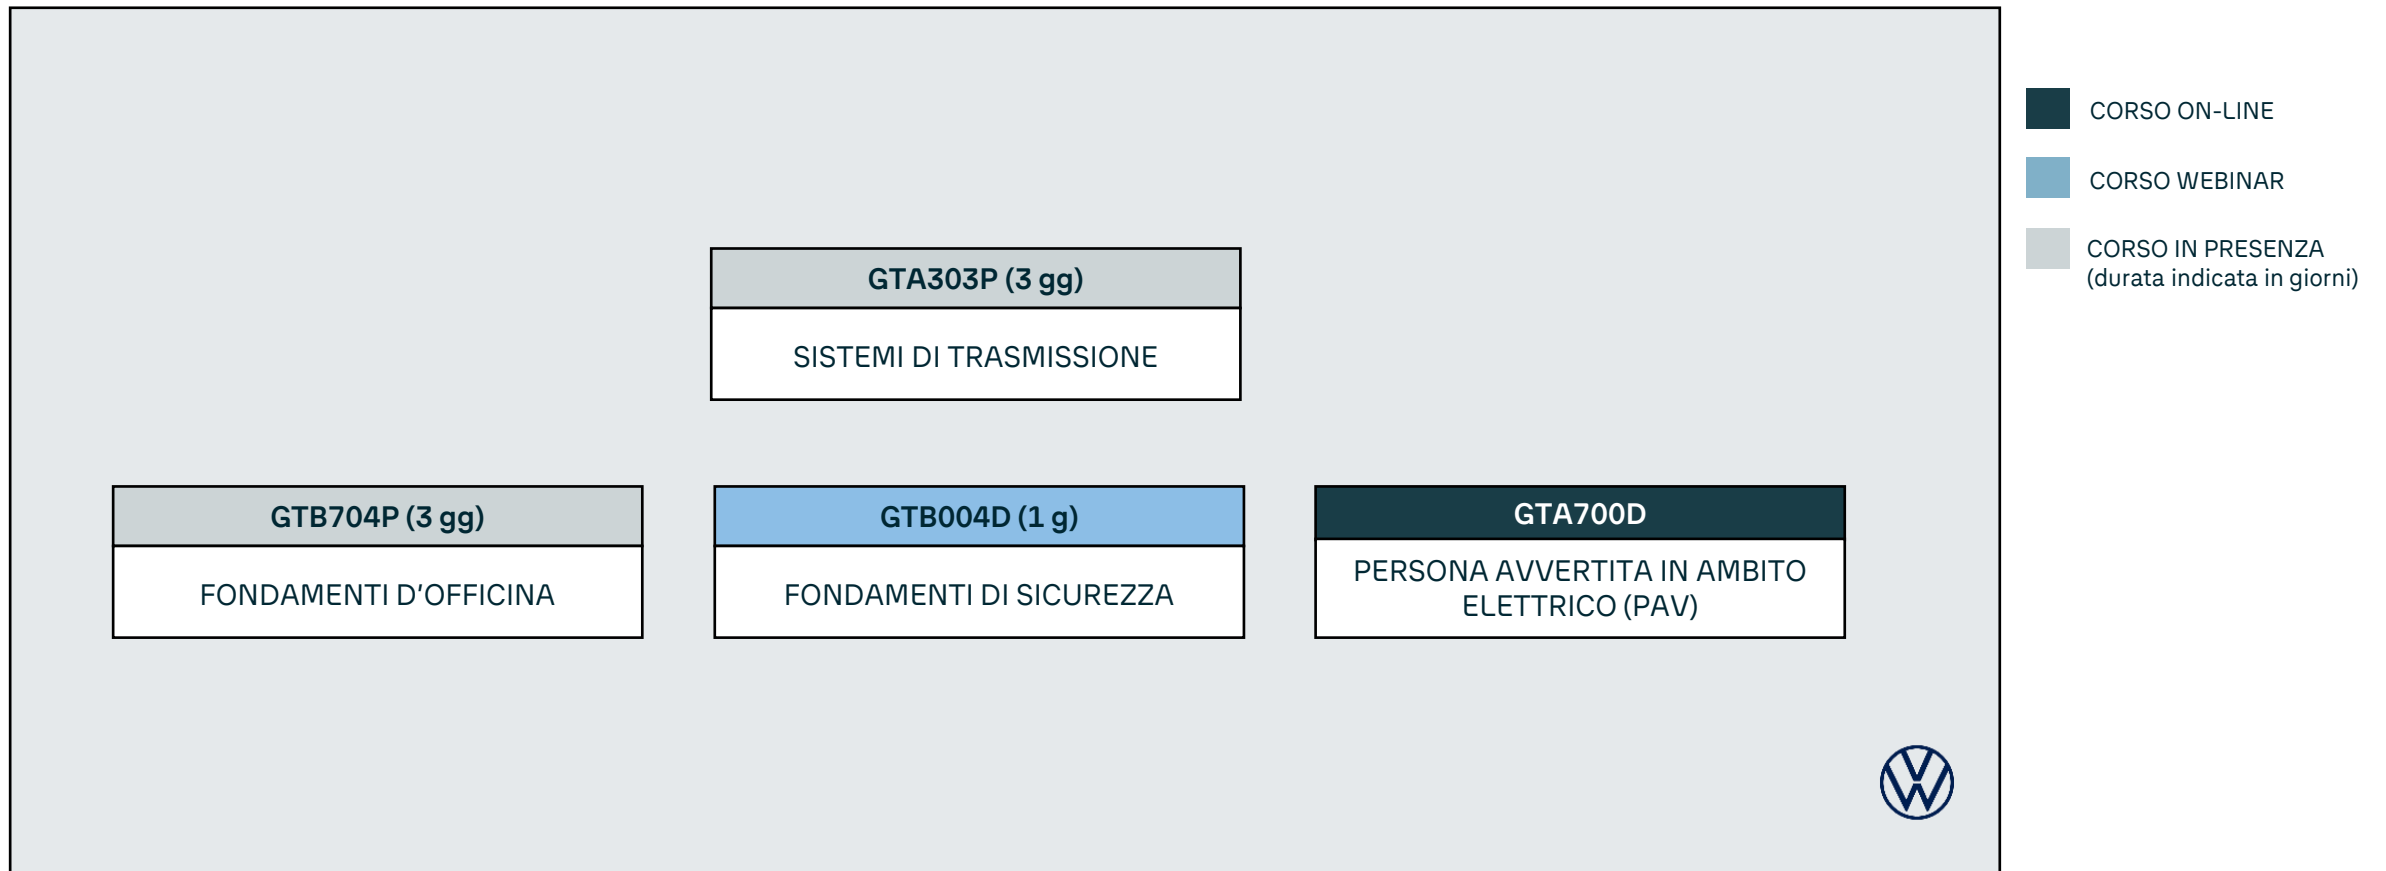 CORSO ON-LINE
CORSO WEBINAR
CORSO IN PRESENZA
(durata indicata in giorni)
GTA303P (3 gg)
SISTEMI DI TRASMISSIONE
GTB704P (3 gg)
FONDAMENTI D’OFFICINA
GTB004D (1 g)
FONDAMENTI DI SICUREZZA
GTA700D
PERSONA AVVERTITA IN AMBITO
ELETTRICO (PAV)